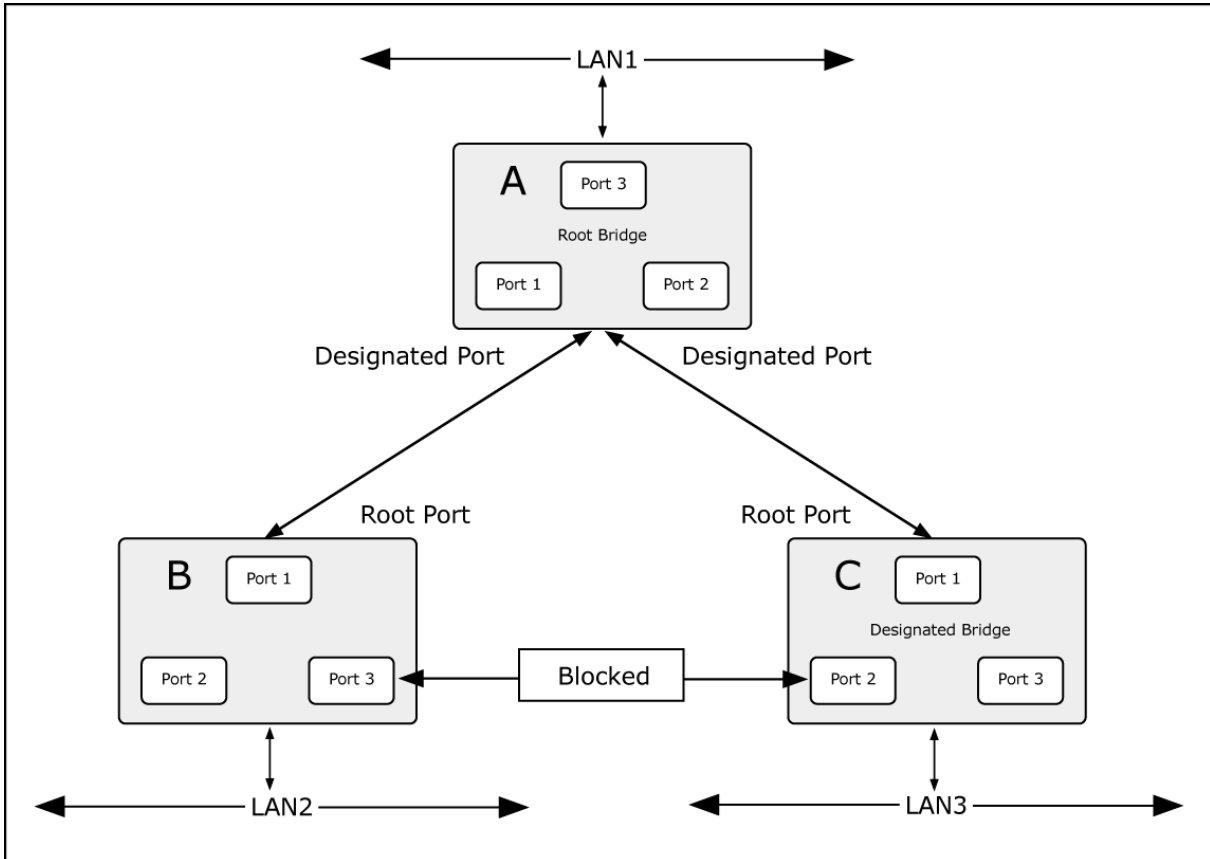 LAN1
A
Port 3
Root Bridge
Port 1
Port 2
Designated Port
Designated Port
Root Port
Root Port
B
Port 1
Port 2
Port 3
Blocked
C
Port 1
Designated Bridge
Port 2
Port 3
LAN2
LAN3